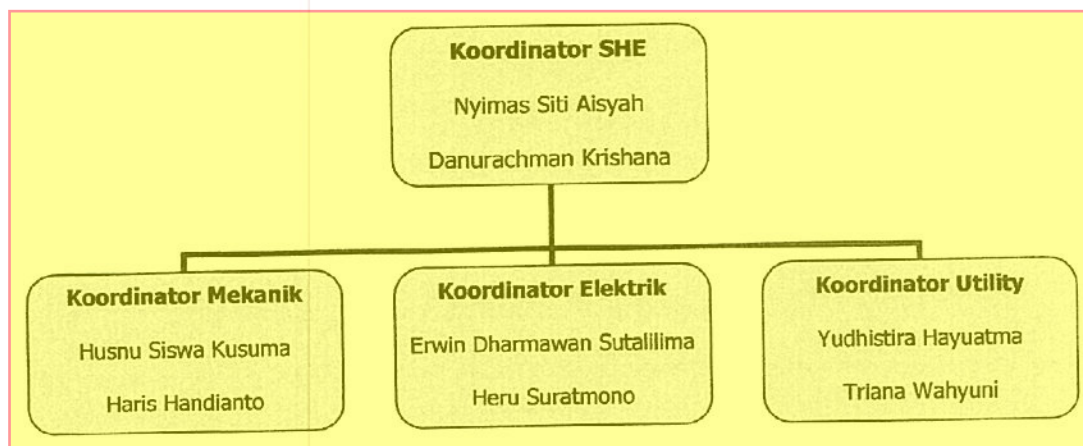 Koordinator SHE
Nyimas Siti Aisyah
Danurachman Krishana
Koordinator Mekanik
Husnu Siswa Kusuma
Haris Handianto
Koordinator Elektrik
Erwin Dharmawan Sutalilima
Heru Suratmono
Koordinator Utility
Yudhistira Hayuatma
Triana Wahyuni